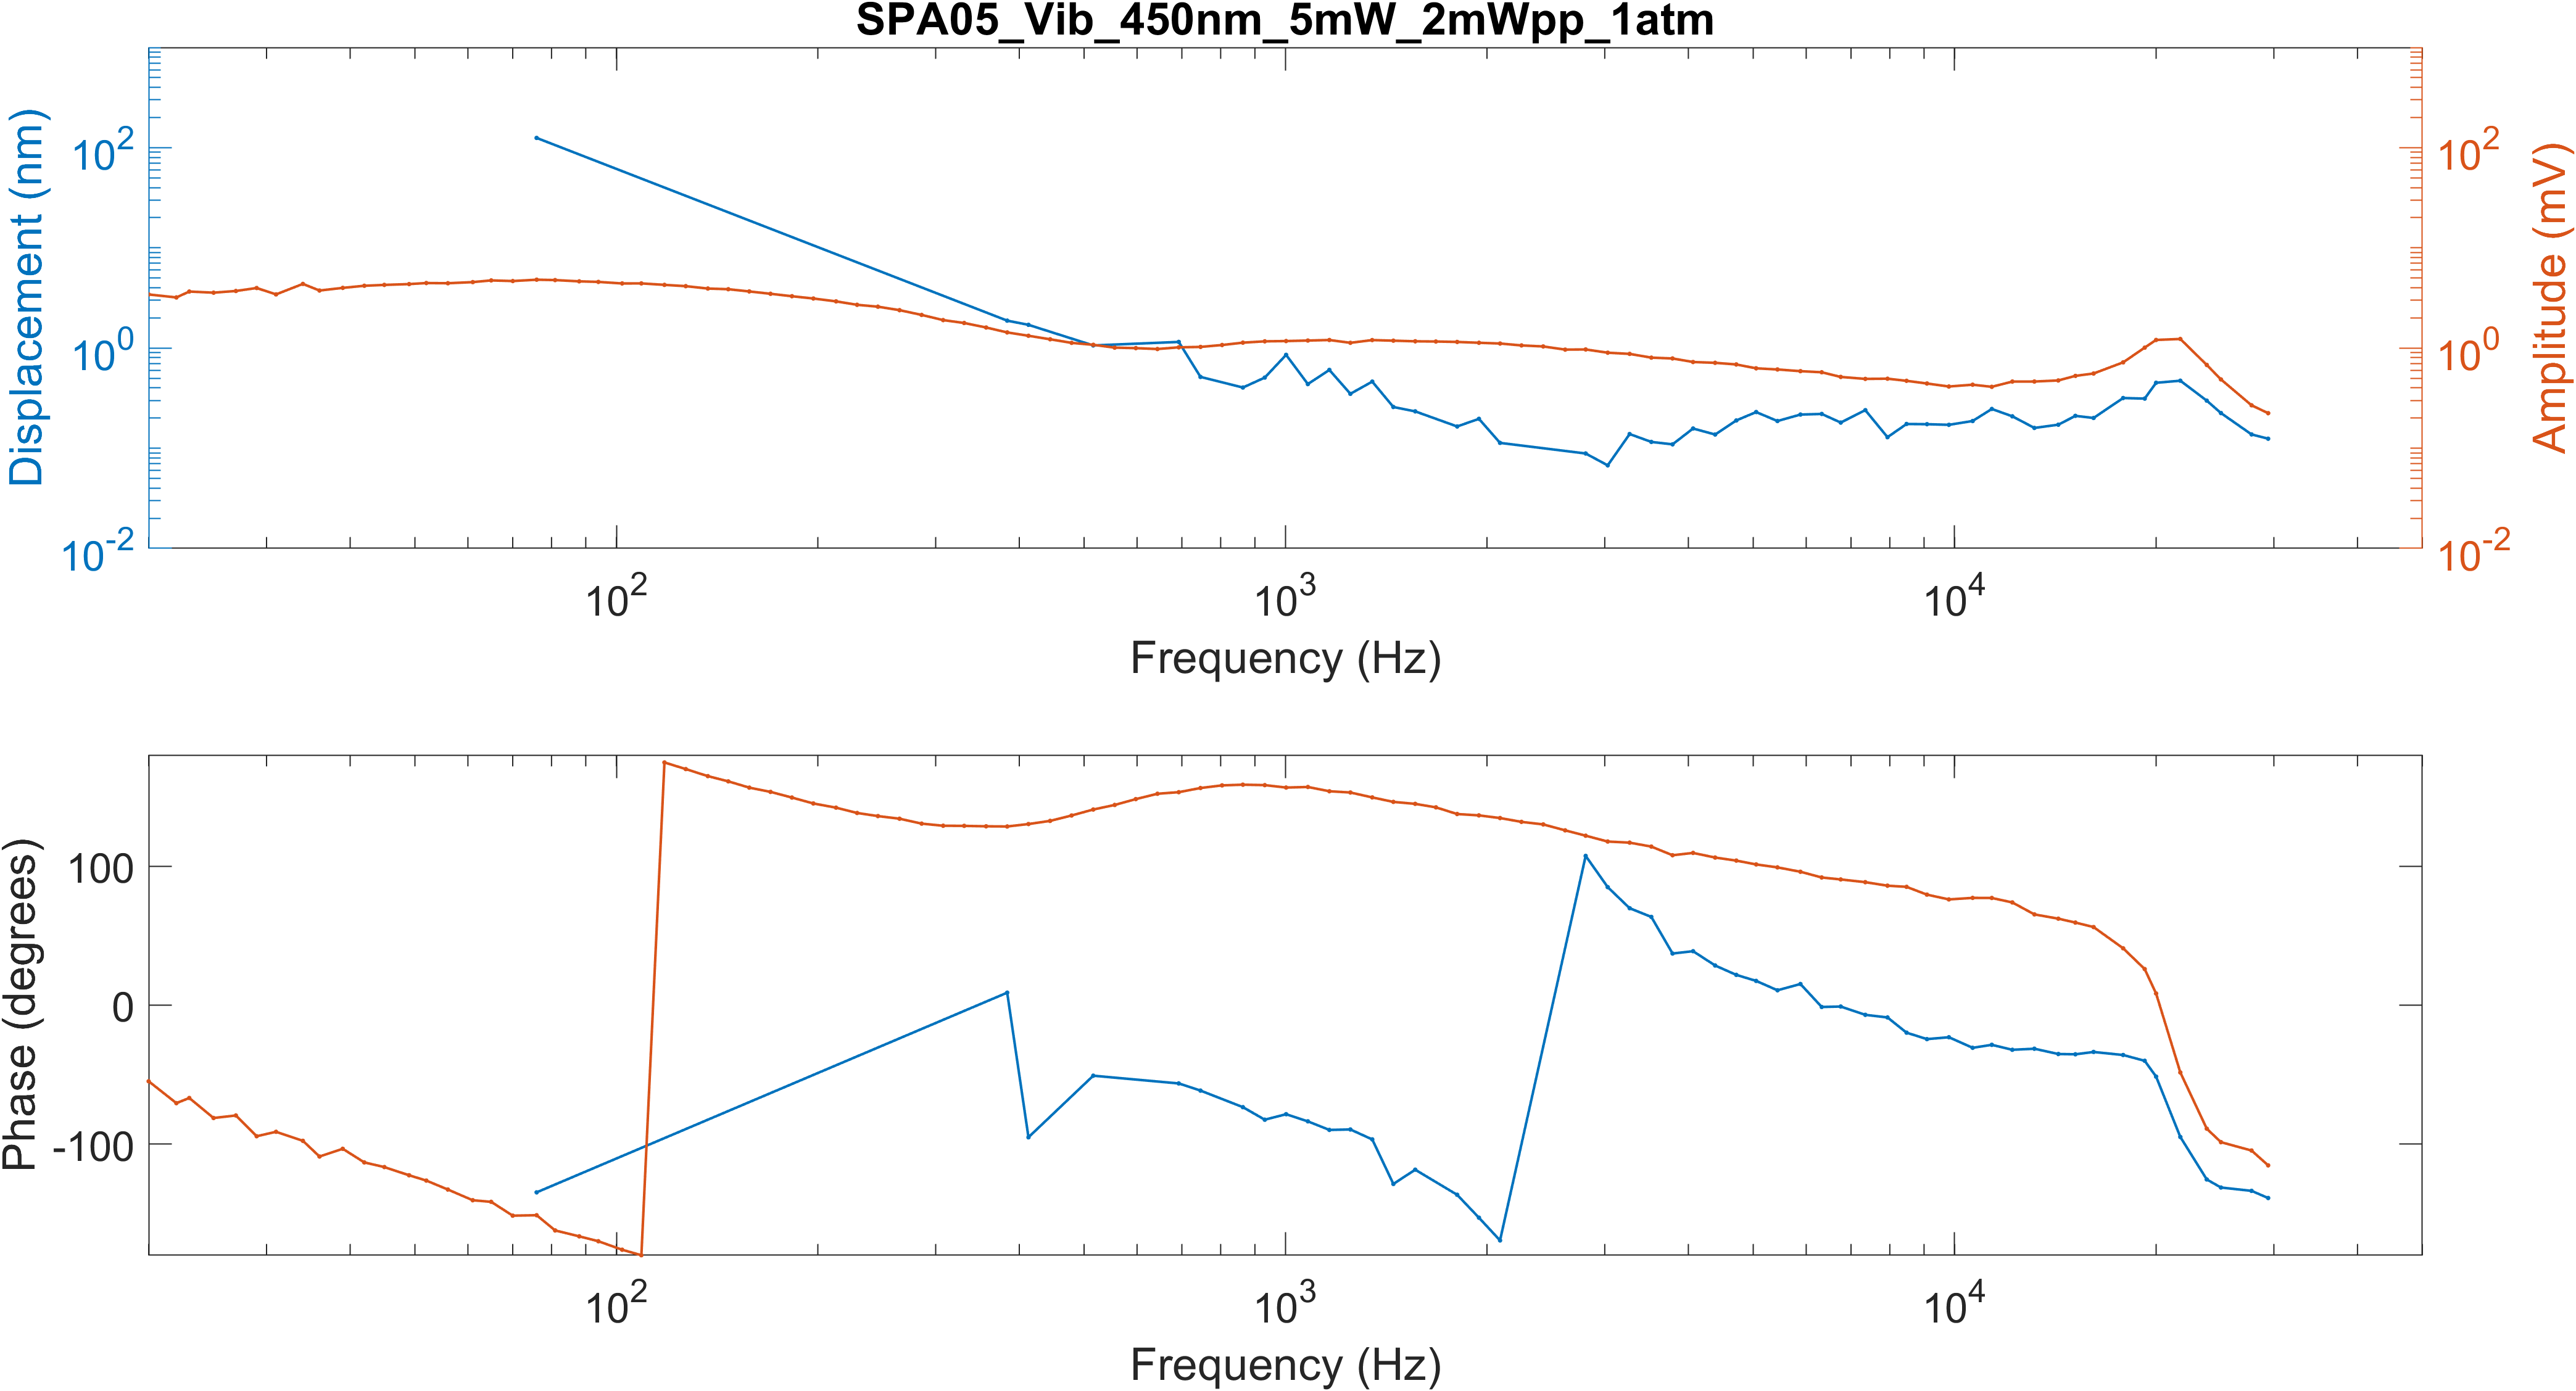 SPA05_Vib_450nm_5mW_2mWpp_1atm
Displacement (nm)
10^2
10^0
10^-2
Amplitude (mV)
10^2
10^0
10^-2
10^2 10^3 10^4
Frequency (Hz)
Phase (degrees)
100
0
-100
10^2 10^3 10^4
Frequency (Hz)